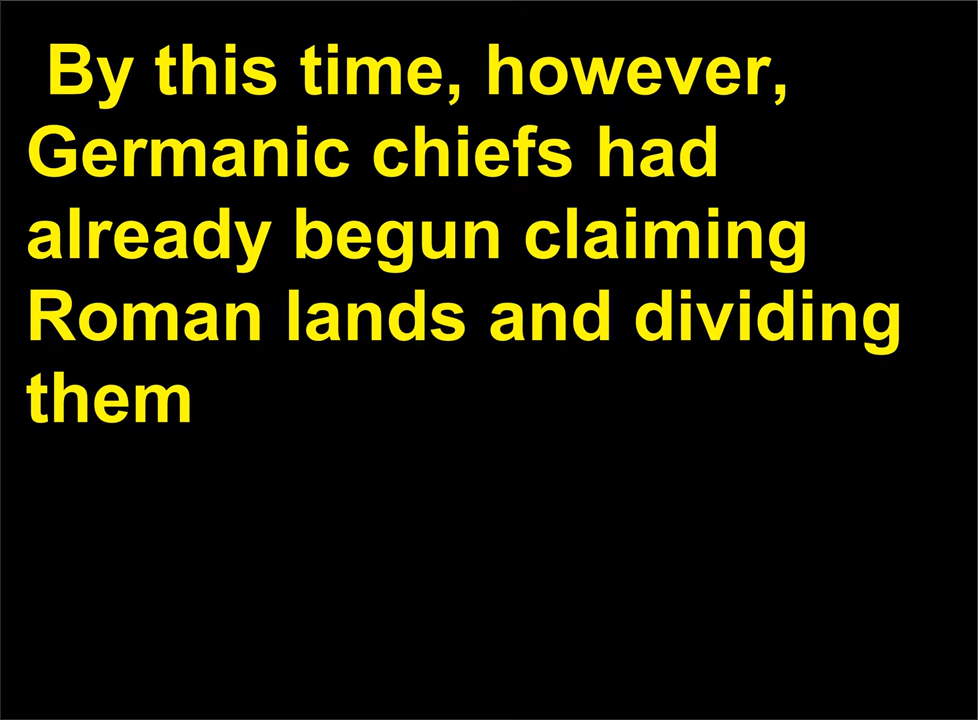 By this time, however,
Germanic chiefs had
already begun claiming
Roman lands and dividing
them